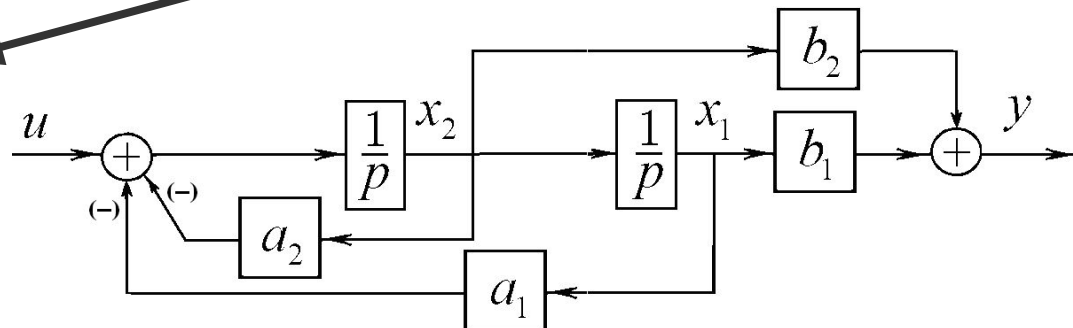 b₂
u + 1/p x₂ 1/p x₁ b₁ + y
(–) (–)
a₂
a₁